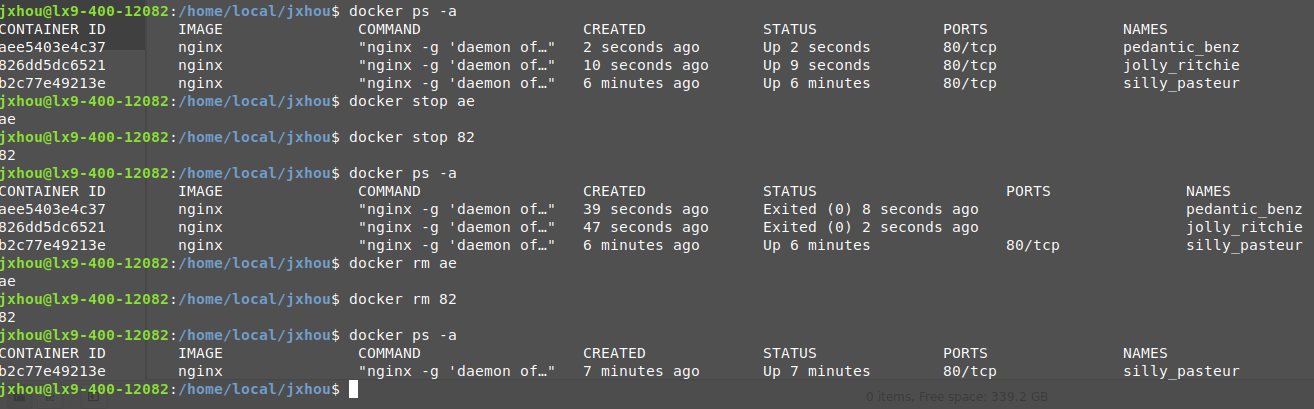 jxhou@lx9-400-12082:/home/local/jxhou$ docker ps -a
CONTAINER ID        IMAGE               COMMAND                  CREATED             STATUS              PORTS               NAMES
aee5403e4c37        nginx               "nginx -g 'daemon of…"   2 seconds ago       Up 2 seconds        80/tcp              pedantic_benz
826dd5dc6521        nginx               "nginx -g 'daemon of…"   10 seconds ago      Up 9 seconds        80/tcp              jolly_ritchie
b2c77e49213e        nginx               "nginx -g 'daemon of…"   6 minutes ago       Up 6 minutes        80/tcp              silly_pasteur
jxhou@lx9-400-12082:/home/local/jxhou$ docker stop ae
ae
jxhou@lx9-400-12082:/home/local/jxhou$ docker stop 82
82
jxhou@lx9-400-12082:/home/local/jxhou$ docker ps -a
CONTAINER ID        IMAGE               COMMAND                  CREATED             STATUS                     PORTS               NAMES
aee5403e4c37        nginx               "nginx -g 'daemon of…"   39 seconds ago      Exited (0) 8 seconds ago                       pedantic_benz
826dd5dc6521        nginx               "nginx -g 'daemon of…"   47 seconds ago      Exited (0) 2 seconds ago                       jolly_ritchie
b2c77e49213e        nginx               "nginx -g 'daemon of…"   6 minutes ago       Up 6 minutes               80/tcp              silly_pasteur
jxhou@lx9-400-12082:/home/local/jxhou$ docker rm ae
ae
jxhou@lx9-400-12082:/home/local/jxhou$ docker rm 82
82
jxhou@lx9-400-12082:/home/local/jxhou$ docker ps -a
CONTAINER ID        IMAGE               COMMAND                  CREATED             STATUS              PORTS               NAMES
b2c77e49213e        nginx               "nginx -g 'daemon of…"   7 minutes ago       Up 7 minutes        80/tcp              silly_pasteur
jxhou@lx9-400-12082:/home/local/jxhou$
0 items, Free space: 339.2 GB